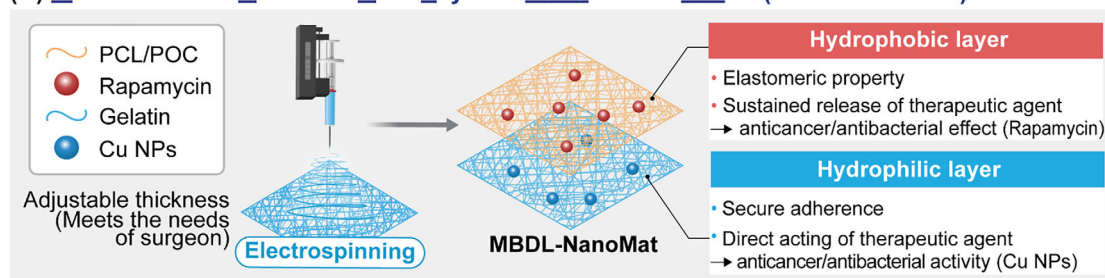 PCL/POC
Rapamycin
Gelatin
Cu NPs
Adjustable thickness
(Meets the needs
of surgeon)
Electrospinning
MBDL-NanoMat
Hydrophobic layer
• Elastomeric property
• Sustained release of therapeutic agent
→ anticancer/antibacterial effect (Rapamycin)
Hydrophilic layer
• Secure adherence
• Direct acting of therapeutic agent
→ anticancer/antibacterial activity (Cu NPs)